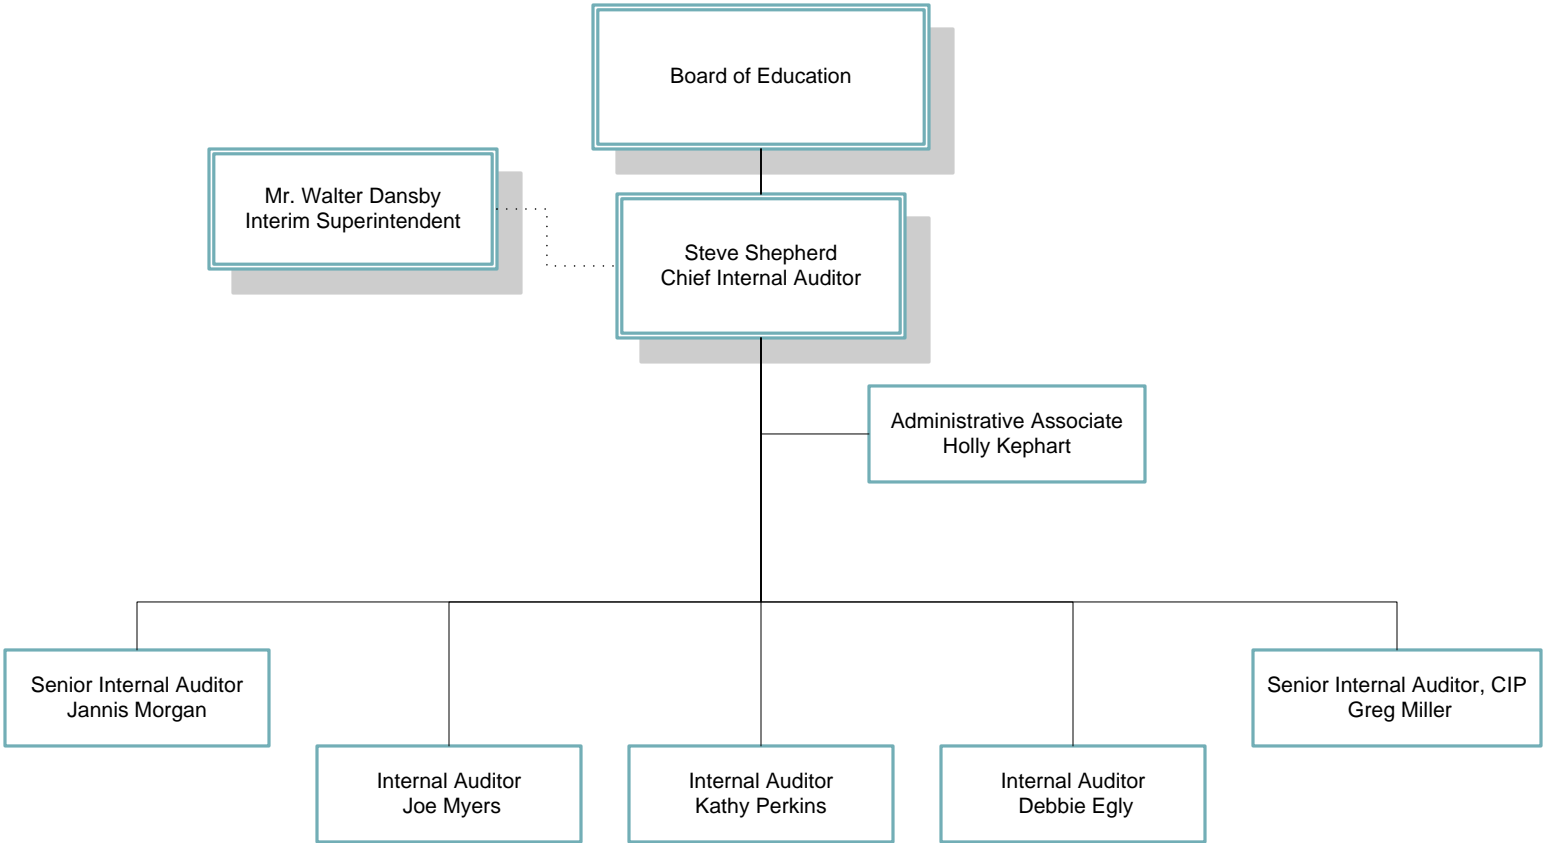 Board of Education
Mr. Walter Dansby
Interim Superintendent
Steve Shepherd
Chief Internal Auditor
Administrative Associate
Holly Kephart
Senior Internal Auditor
Jannis Morgan
Senior Internal Auditor, CIP
Greg Miller
Internal Auditor
Joe Myers
Internal Auditor
Kathy Perkins
Internal Auditor
Debbie Egly